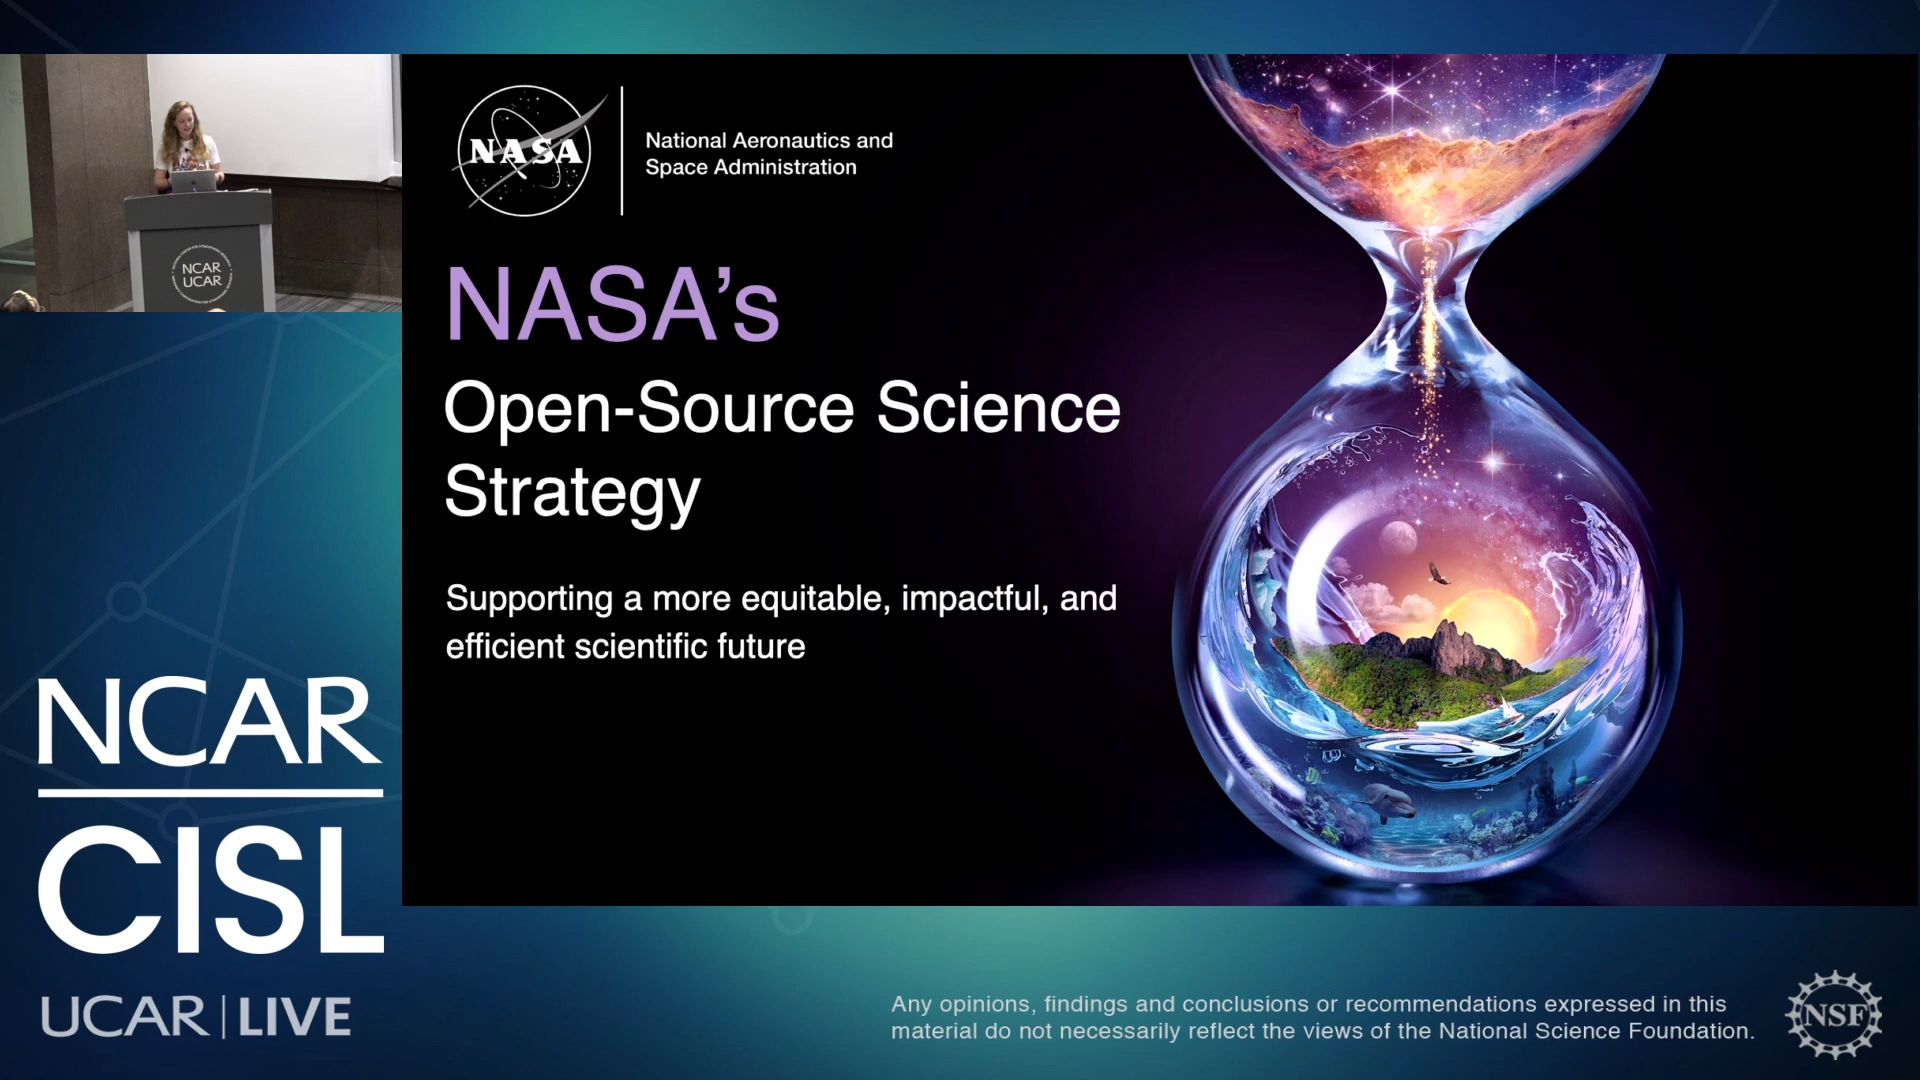 NASA
National Aeronautics and
Space Administration
NASA's
Open-Source Science
Strategy
Supporting a more equitable, impactful, and
efficient scientific future
NCAR
UCAR
NCAR
CISL
UCAR | LIVE
Any opinions, findings and conclusions or recommendations expressed in this
material do not necessarily reflect the views of the National Science Foundation.
NSF